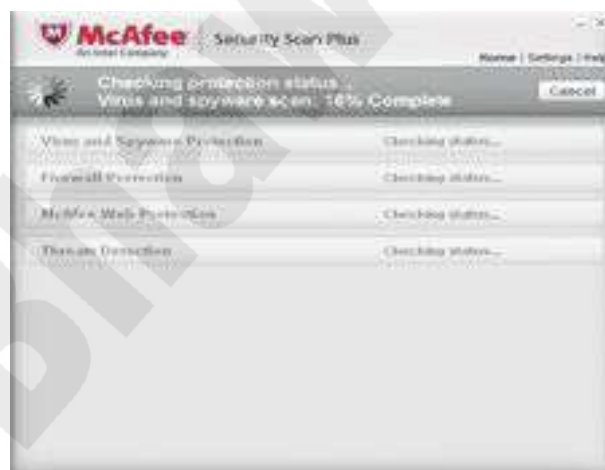 McAfee Security Scan Plus
An Intel Company
Home | Settings | Help
Checking protection status...
Virus and spyware scan: 16% Complete
Cancel
Virus and Spyware Protection Checking status...
Firewall Protection Checking status...
McAfee Web Protection Checking status...
Threats Detection Checking status...